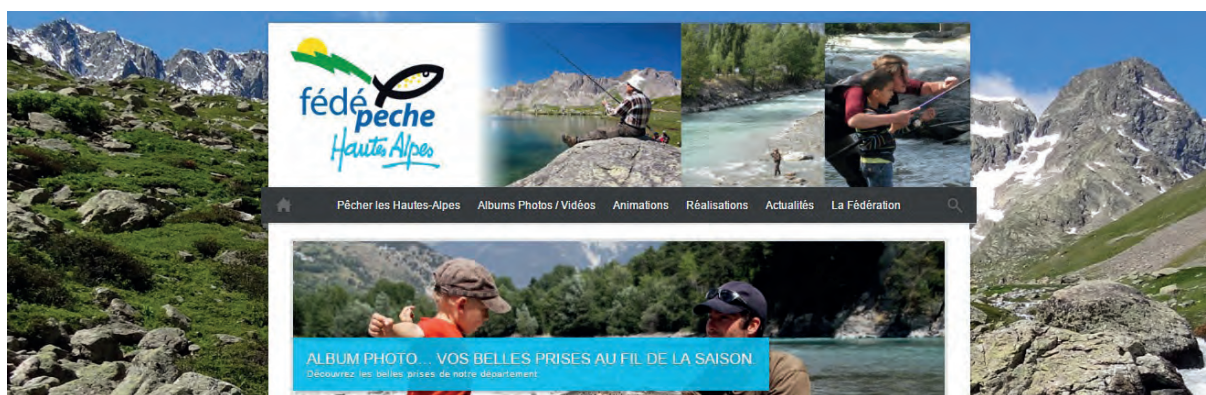 fédé
pêche
Hautes Alpes
Pêcher les Hautes-Alpes Albums Photos / Vidéos Animations Réalisations Actualités La Fédération
ALBUM PHOTO... VOS BELLES PRISES AU FIL DE LA SAISON
Découvrez les belles prises de notre département